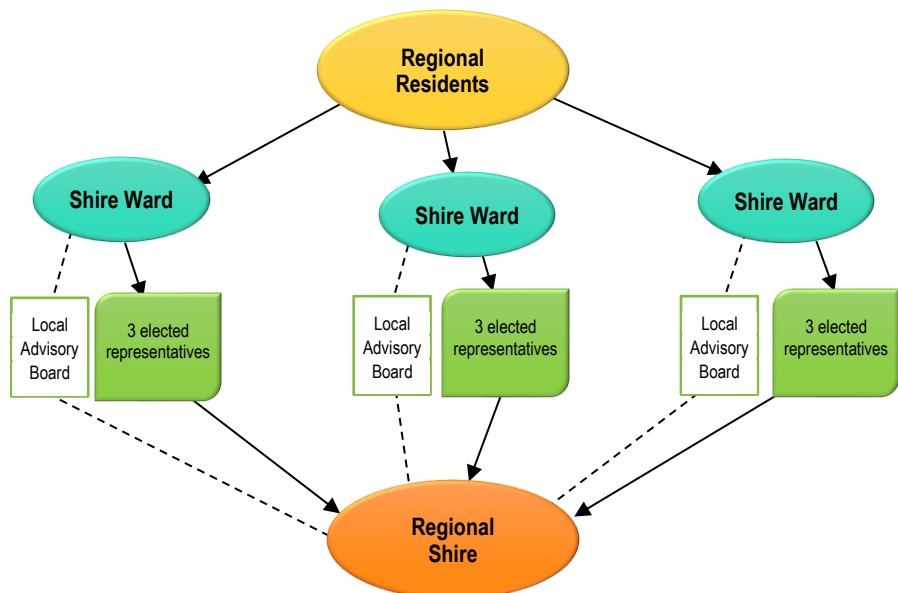 Regional
Residents
Shire Ward
Shire Ward
Shire Ward
Local
Advisory
Board
3 elected
representatives
Local
Advisory
Board
3 elected
representatives
Local
Advisory
Board
3 elected
representatives
Regional
Shire